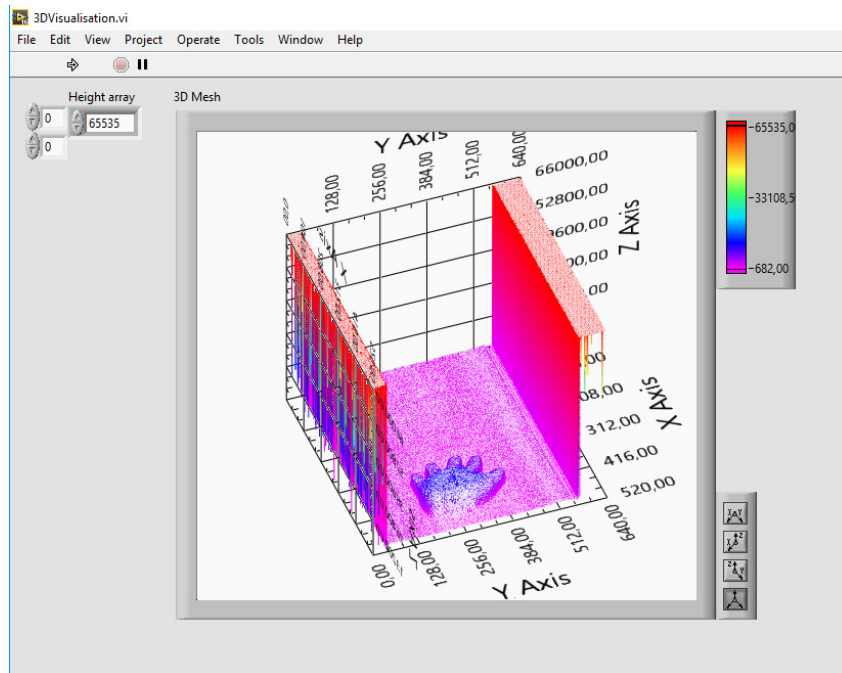 3DVisualisation.vi
File Edit View Project Operate Tools Window Help
Height array
3D Mesh
0
65535
0
Y Axis
128,00
256,00
384,00
512,00
640,00
66000,00
52800,00
Z Axis
65535,0
33108,5
682,00
X Axis
312,00
416,00
520,00
0,00
128,00
256,00
384,00
512,00
640,00
Y Axis